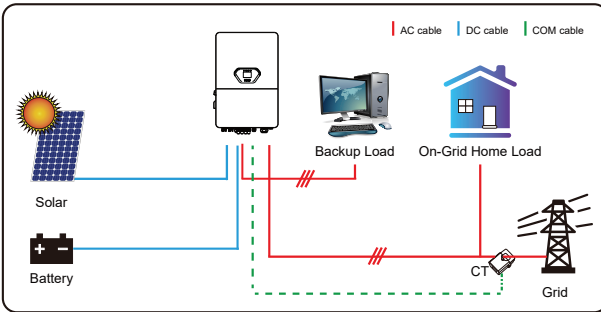 AC cable
DC cable
COM cable
Backup Load
On-Grid Home Load
Solar
CT
Battery
Grid